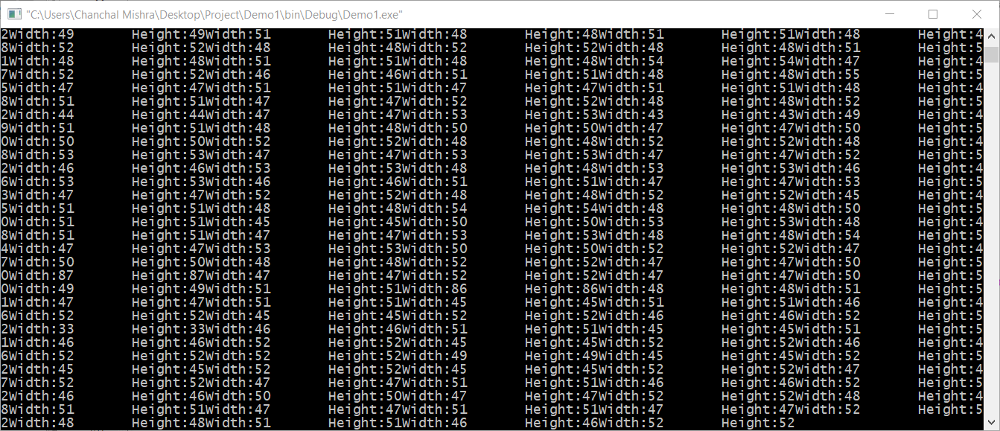 "C:\Users\Chanchal Mishra\Desktop\Project\Demo1\bin\Debug\Demo1.exe"
2Width:49 Height:49Width:51 Height:51Width:48 Height:48Width:51 Height:51Width:48 Height:4
8Width:52 Height:52Width:48 Height:48Width:52 Height:52Width:48 Height:48Width:51 Height:5
1Width:48 Height:48Width:51 Height:51Width:48 Height:48Width:54 Height:54Width:47 Height:4
7Width:52 Height:52Width:46 Height:46Width:51 Height:51Width:48 Height:48Width:55 Height:5
5Width:47 Height:47Width:51 Height:51Width:47 Height:47Width:51 Height:51Width:48 Height:4
8Width:51 Height:51Width:47 Height:47Width:52 Height:52Width:48 Height:48Width:52 Height:5
2Width:44 Height:44Width:47 Height:47Width:53 Height:53Width:43 Height:43Width:49 Height:4
9Width:51 Height:51Width:48 Height:48Width:50 Height:50Width:47 Height:47Width:50 Height:5
0Width:50 Height:50Width:52 Height:52Width:48 Height:48Width:52 Height:52Width:48 Height:4
8Width:53 Height:53Width:47 Height:47Width:53 Height:53Width:47 Height:47Width:52 Height:5
2Width:46 Height:46Width:53 Height:53Width:48 Height:48Width:53 Height:53Width:46 Height:4
6Width:53 Height:53Width:46 Height:46Width:51 Height:51Width:47 Height:47Width:53 Height:5
3Width:47 Height:47Width:52 Height:52Width:48 Height:48Width:52 Height:52Width:45 Height:4
5Width:51 Height:51Width:48 Height:48Width:54 Height:54Width:48 Height:48Width:50 Height:5
0Width:51 Height:51Width:45 Height:45Width:50 Height:50Width:53 Height:53Width:48 Height:4
8Width:51 Height:51Width:47 Height:47Width:53 Height:53Width:48 Height:48Width:54 Height:5
4Width:47 Height:47Width:53 Height:53Width:50 Height:50Width:52 Height:52Width:47 Height:4
7Width:50 Height:50Width:48 Height:48Width:52 Height:52Width:47 Height:47Width:50 Height:5
0Width:87 Height:87Width:47 Height:47Width:52 Height:52Width:47 Height:47Width:50 Height:5
0Width:49 Height:49Width:51 Height:51Width:86 Height:86Width:48 Height:48Width:51 Height:5
1Width:47 Height:47Width:51 Height:51Width:45 Height:45Width:51 Height:51Width:46 Height:4
6Width:52 Height:52Width:45 Height:45Width:52 Height:52Width:46 Height:46Width:52 Height:5
2Width:33 Height:33Width:46 Height:46Width:51 Height:51Width:45 Height:45Width:51 Height:5
1Width:46 Height:46Width:52 Height:52Width:45 Height:45Width:52 Height:52Width:46 Height:4
6Width:52 Height:52Width:52 Height:52Width:49 Height:49Width:45 Height:45Width:52 Height:5
2Width:45 Height:45Width:52 Height:52Width:45 Height:45Width:52 Height:52Width:47 Height:4
7Width:52 Height:52Width:47 Height:47Width:51 Height:51Width:46 Height:46Width:52 Height:5
2Width:46 Height:46Width:50 Height:50Width:47 Height:47Width:52 Height:52Width:48 Height:4
8Width:51 Height:51Width:47 Height:47Width:51 Height:51Width:47 Height:47Width:52 Height:5
2Width:48 Height:48Width:51 Height:51Width:46 Height:46Width:52 Height:52